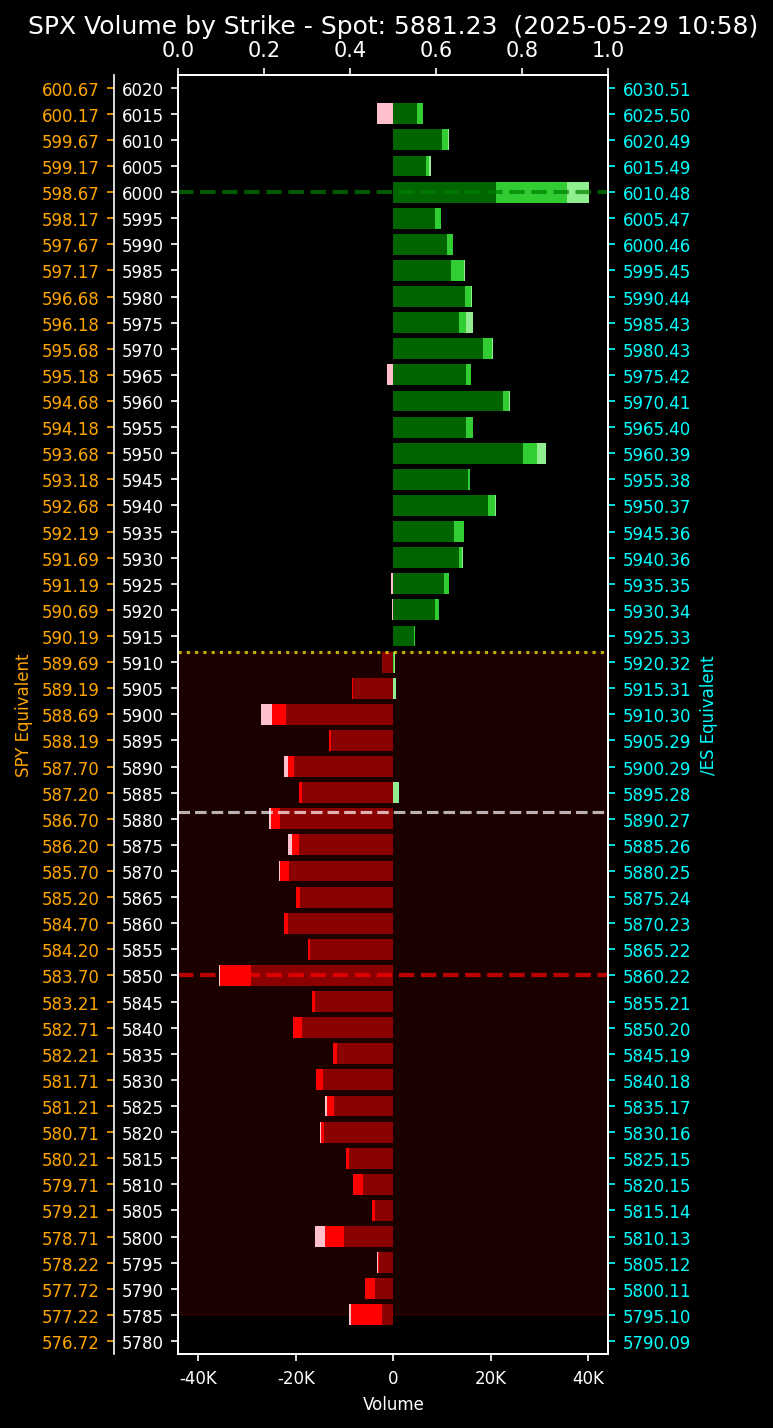 SPX Volume by Strike - Spot: 5881.23 (2025-05-29 10:58)
0.0 0.2 0.4 0.6 0.8 1.0
600.67 6020 6030.51
600.17 6015 6025.50
599.67 6010 6020.49
599.17 6005 6015.49
598.67 6000 6010.48
598.17 5995 6005.47
597.67 5990 6000.46
597.17 5985 5995.45
596.68 5980 5990.44
596.18 5975 5985.43
595.68 5970 5980.43
595.18 5965 5975.42
594.68 5960 5970.41
594.18 5955 5965.40
593.68 5950 5960.39
593.18 5945 5955.38
592.68 5940 5950.37
592.19 5935 5945.36
591.69 5930 5940.36
591.19 5925 5935.35
590.69 5920 5930.34
590.19 5915 5925.33
589.69 5910 5920.32
589.19 5905 5915.31
588.69 5900 5910.30
588.19 5895 5905.29
587.70 5890 5900.29
587.20 5885 5895.28
586.70 5880 5890.27
586.20 5875 5885.26
585.70 5870 5880.25
585.20 5865 5875.24
584.70 5860 5870.23
584.20 5855 5865.22
583.70 5850 5860.22
583.21 5845 5855.21
582.71 5840 5850.20
582.21 5835 5845.19
581.71 5830 5840.18
581.21 5825 5835.17
580.71 5820 5830.16
580.21 5815 5825.15
579.71 5810 5820.15
579.21 5805 5815.14
578.71 5800 5810.13
578.22 5795 5805.12
577.72 5790 5800.11
577.22 5785 5795.10
576.72 5780 5790.09
SPY Equivalent
/ES Equivalent
-40K -20K 0 20K 40K
Volume